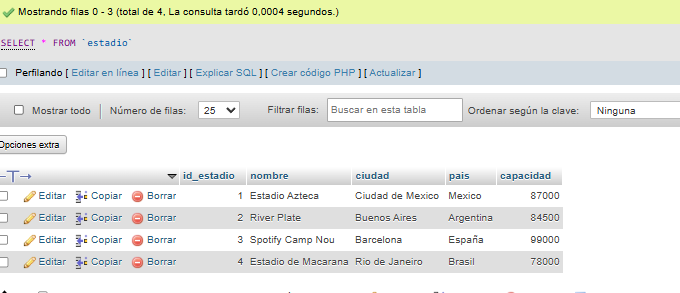 Mostrando filas 0 - 3 (total de 4, La consulta tardó 0,0004 segundos.)
SELECT * FROM `estadio`
Perfilando [ Editar en línea ] [ Editar ] [ Explicar SQL ] [ Crear código PHP ] [ Actualizar ]
Mostrar todo Número de filas: 25 Filtrar filas: Buscar en esta tabla Ordenar según la clave: Ninguna
Opciones extra
id_estadio nombre ciudad pais capacidad
Editar Copiar Borrar 1 Estadio Azteca Ciudad de Mexico Mexico 87000
Editar Copiar Borrar 2 River Plate Buenos Aires Argentina 84500
Editar Copiar Borrar 3 Spotify Camp Nou Barcelona España 99000
Editar Copiar Borrar 4 Estadio de Macarana Rio de Janeiro Brasil 78000